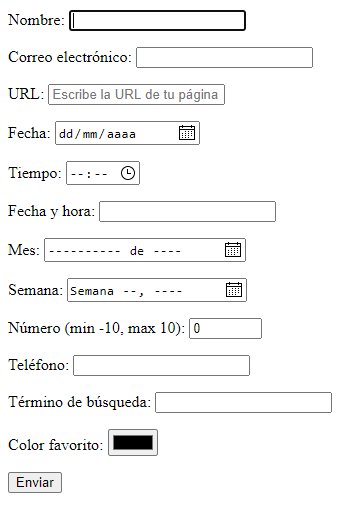 Nombre:
Correo electrónico:
URL: Escribe la URL de tu página
Fecha: dd/mm/aaaa
Tiempo: --:--
Fecha y hora:
Mes: ---------- de ----
Semana: Semana --, ----
Número (min -10, max 10): 0
Teléfono:
Término de búsqueda:
Color favorito:
Enviar